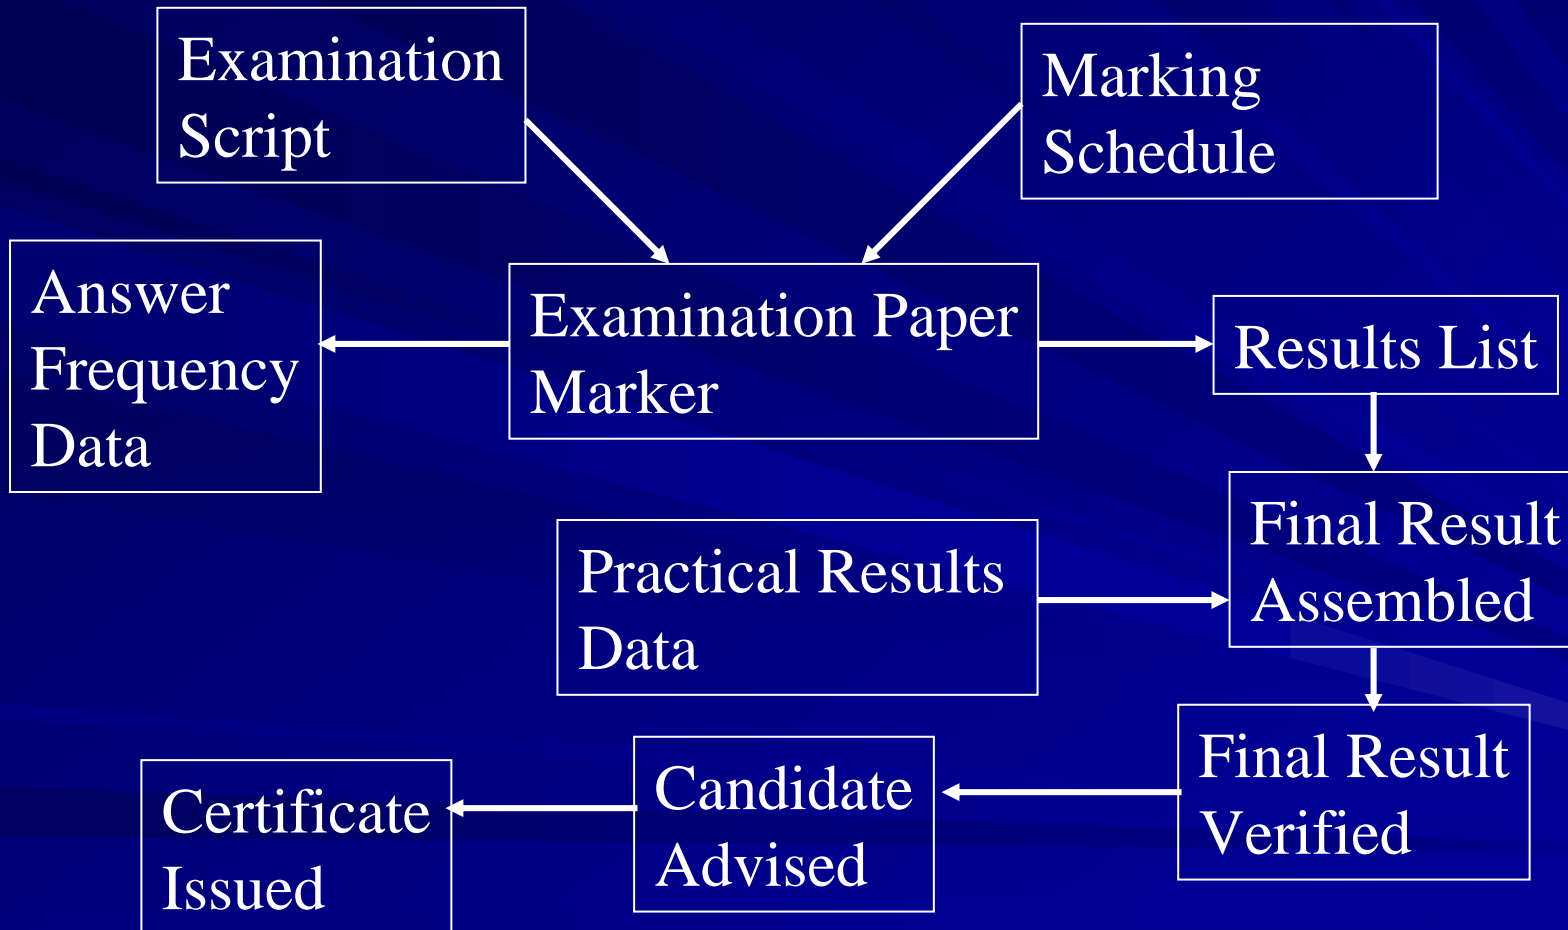 Examination
Script
Marking
Schedule
Answer
Frequency
Data
Examination Paper
Marker
Results List
Final Result
Assembled
Practical Results
Data
Final Result
Verified
Candidate
Advised
Certificate
Issued